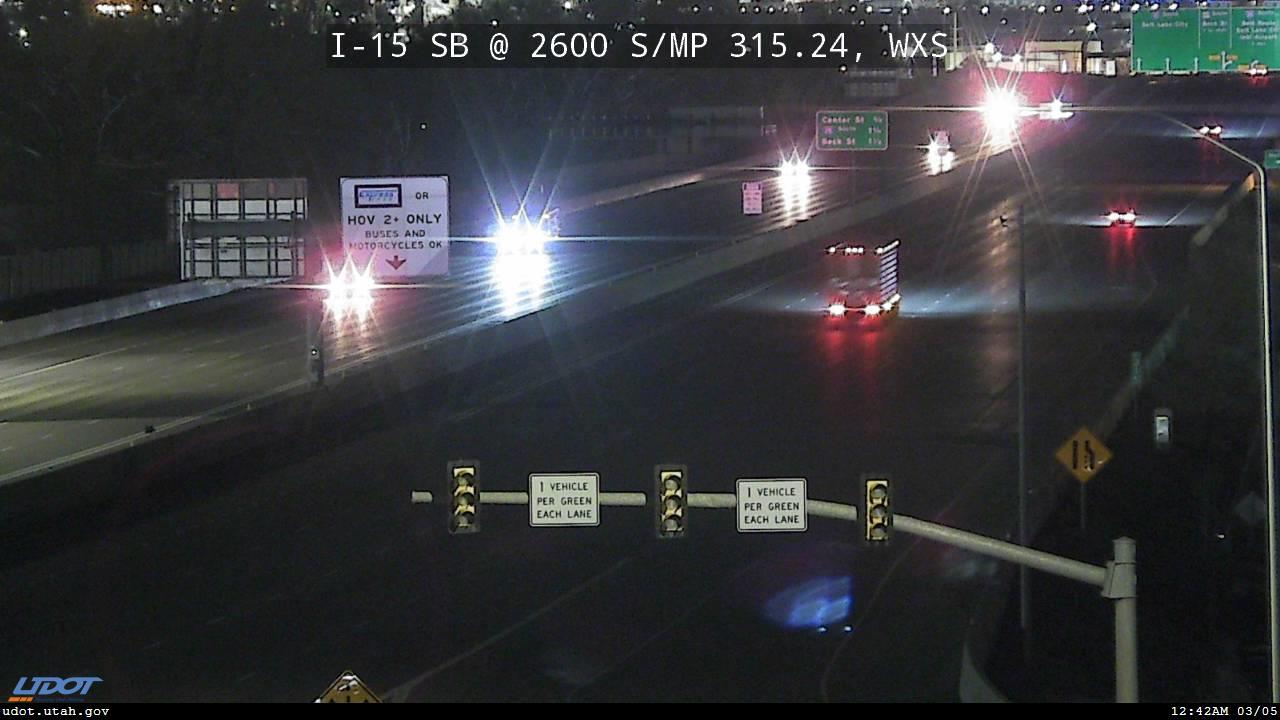 I-15 SB @ 2600 S/MP 315.24, WXS
Center St
South
Beck St
EXPRESS
OR
HOV 2+ ONLY
BUSES AND
MOTORCYCLES OK
1 VEHICLE
PER GREEN
EACH LANE
1 VEHICLE
PER GREEN
EACH LANE
UDOT
udot.utah.gov
12:42AM 03/05